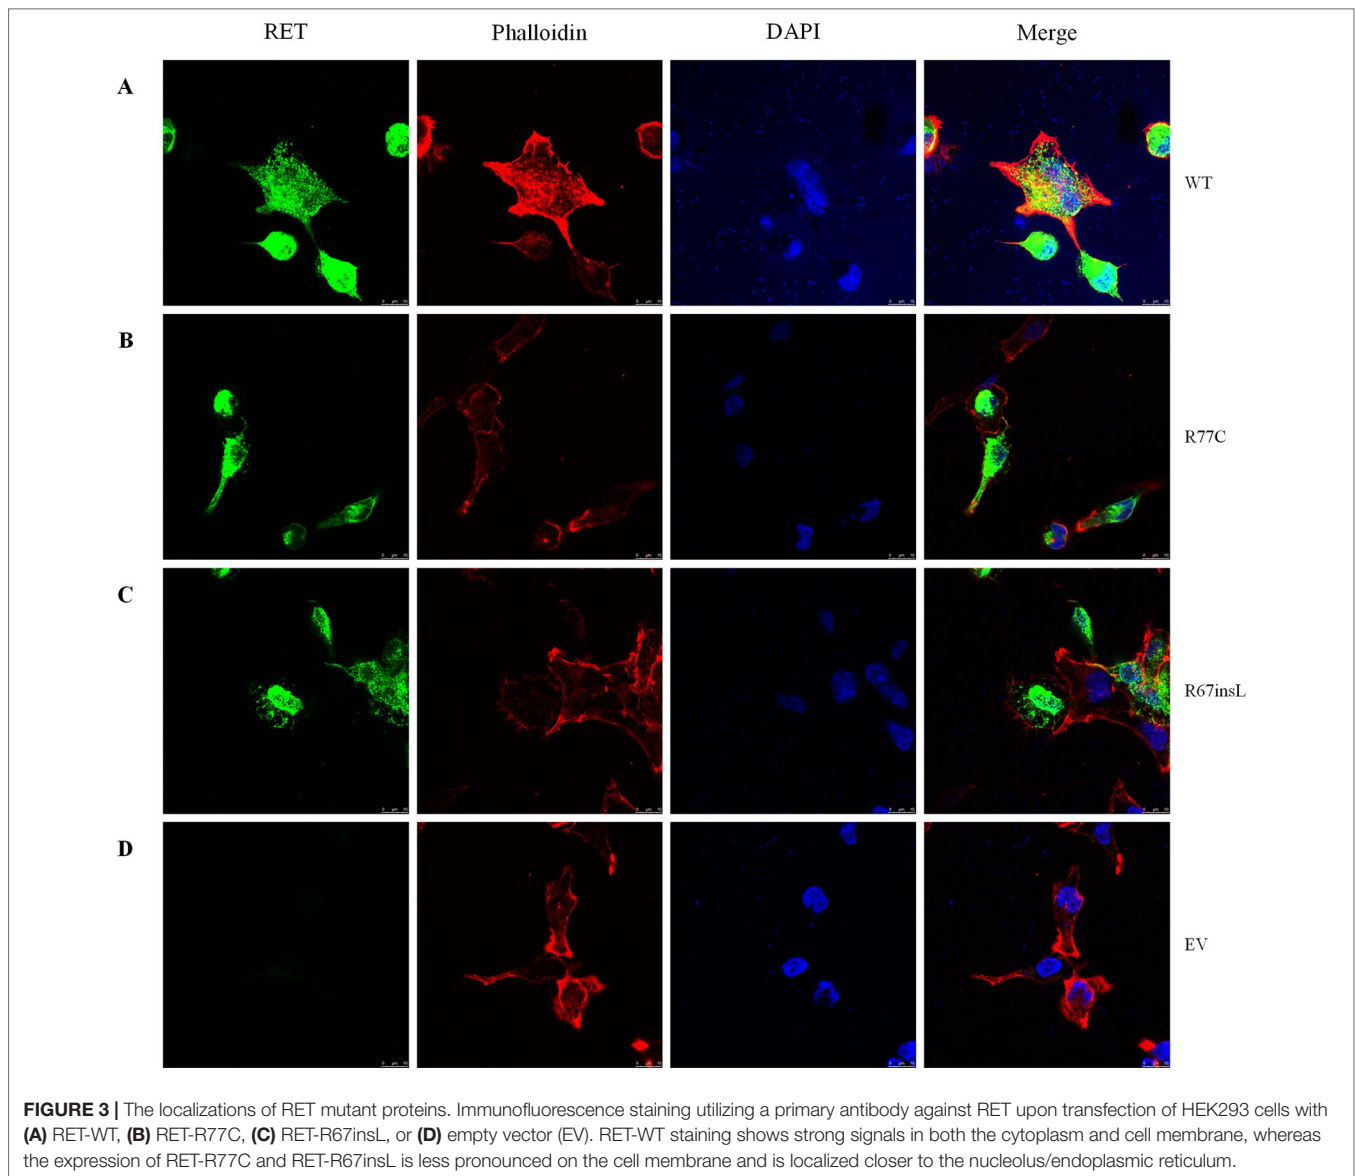 RET Phalloidin DAPI Merge
A
WT
B
R77C
C
R67insL
D
EV
FIGURE 3 | The localizations of RET mutant proteins. Immunofluorescence staining utilizing a primary antibody against RET upon transfection of HEK293 cells with
(A) RET-WT, (B) RET-R77C, (C) RET-R67insL, or (D) empty vector (EV). RET-WT staining shows strong signals in both the cytoplasm and cell membrane, whereas
the expression of RET-R77C and RET-R67insL is less pronounced on the cell membrane and is localized closer to the nucleolus/endoplasmic reticulum.